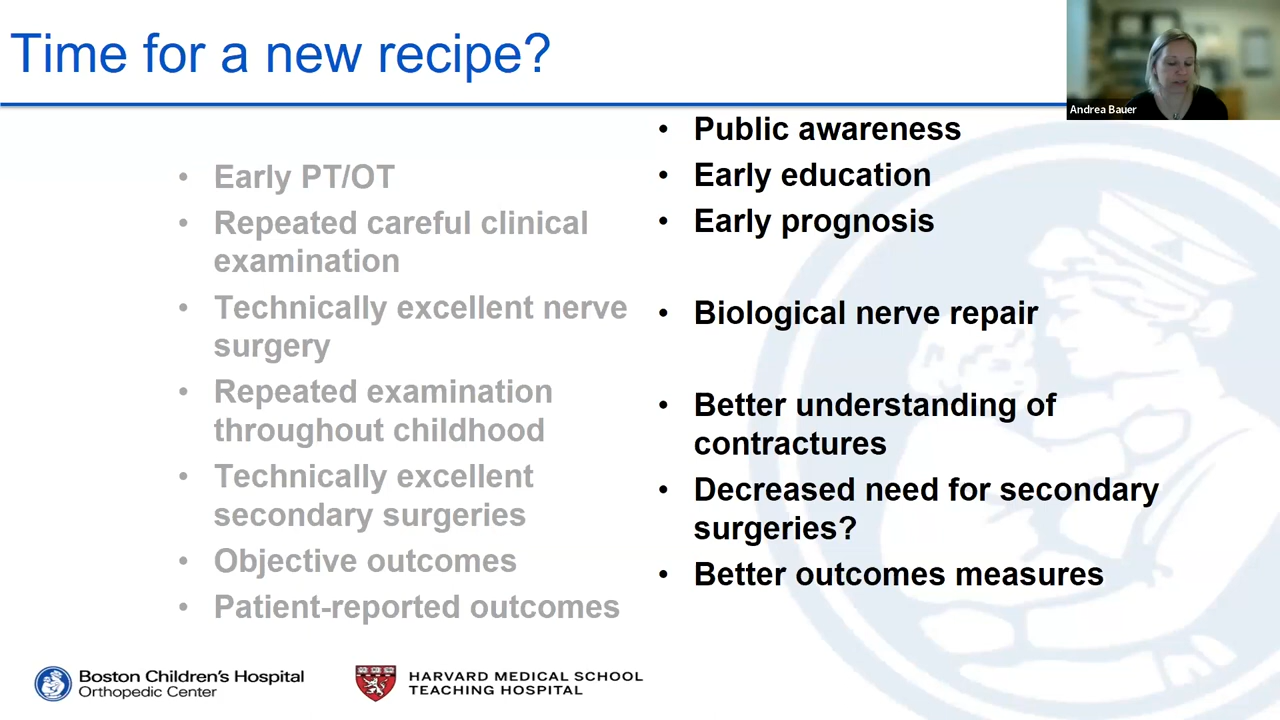 Time for a new recipe?
Andrea Bauer
• Early PT/OT
• Repeated careful clinical
examination
• Technically excellent nerve
surgery
• Repeated examination
throughout childhood
• Technically excellent
secondary surgeries
• Objective outcomes
• Patient-reported outcomes
• Public awareness
• Early education
• Early prognosis
• Biological nerve repair
• Better understanding of
contractures
• Decreased need for secondary
surgeries?
• Better outcomes measures
Boston Children's Hospital
Orthopedic Center
HARVARD MEDICAL SCHOOL
TEACHING HOSPITAL